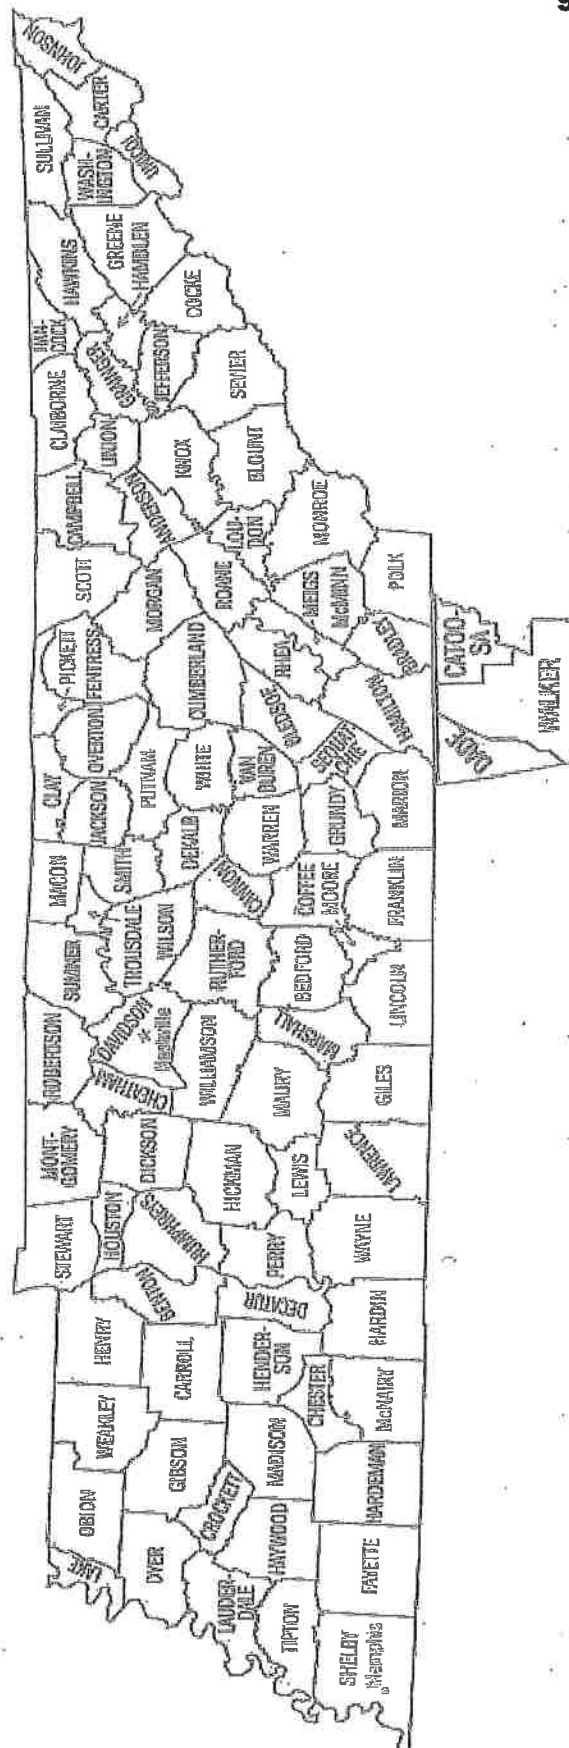 LAKE
OBION
WEAKLEY
HENRY
STEWART
MONT-
GOMERY
ROBERTSON
SUMNER
MACON
CLAY
PICKETT
SCOTT
CAMPBELL
CLAIBORNE
HAN-
COCK
HAWKINS
SULLIVAN
JOHNSON
DYER
GIBSON
CARROLL
BENTON
HOUSTON
HUMPHREYS
DICKSON
CHEATHAM
DAVIDSON
Nashville
TROUSDALE
WILSON
SMITH
JACKSON
OVERTON
FENTRESS
PUTNAM
MORGAN
ANDERSON
UNION
GRAINGER
HAMBLEN
GREENE
WASH-
INGTON
UNICOI
CARTER
LAUDER-
DALE
CROCKETT
HAYWOOD
MADISON
HENDER-
SON
DECATUR
PERRY
HICKMAN
LEWIS
MAURY
WILLIAMSON
RUTHER-
FORD
CANNON
DEKALB
WHITE
VAN
BUREN
WARREN
CUMBERLAND
BLEDSOE
RHEA
ROANE
LOU-
DON
KNOX
BLOUNT
JEFFERSON
SEVIER
COCKE
TIPTON
SHELBY
Memphis
FAYETTE
HARDEMAN
CHESTER
McNAIRY
HARDIN
WAYNE
LAWRENCE
GILES
MARSHALL
BEDFORD
LINCOLN
COFFEE
MOORE
FRANKLIN
GRUNDY
MARION
SEQUAT
CHIE
HAMILTON
MEIGS
McMINN
BRADLEY
POLK
MONROE
DADE
CATOO-
SA
WALKER